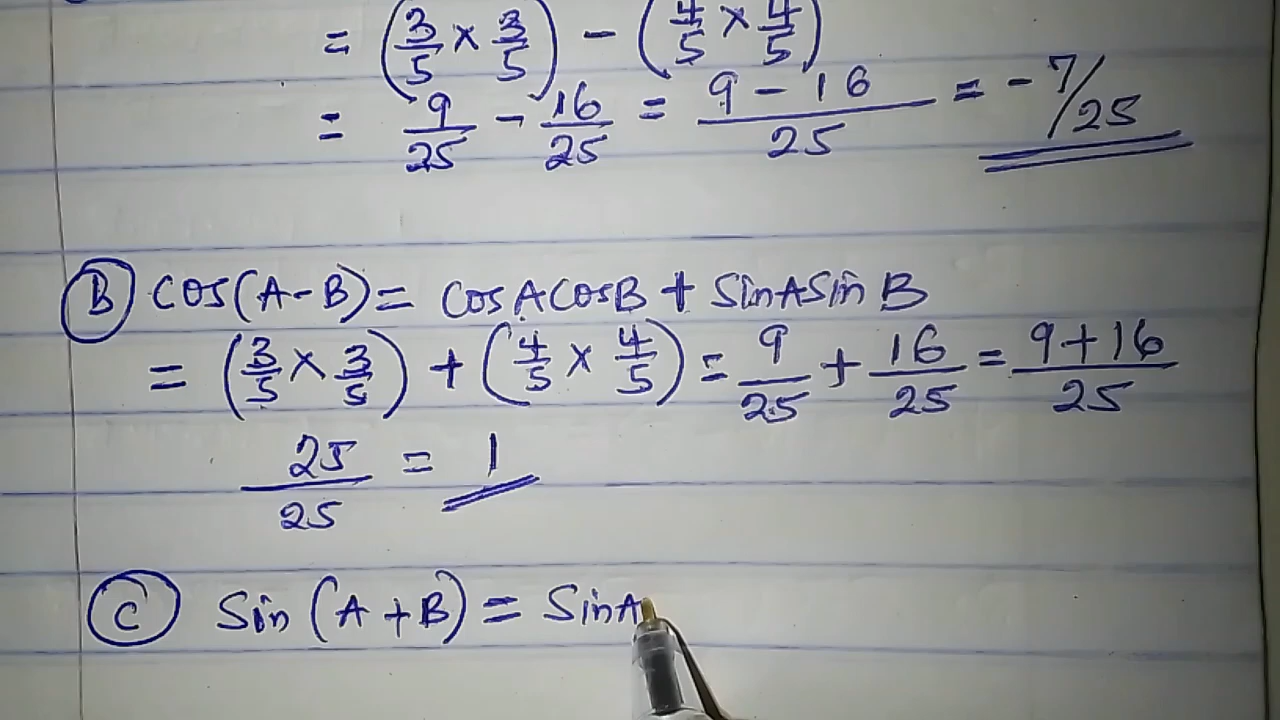 = (3/5 × 3/5) - (4/5 × 4/5)
= 9/25 - 16/25 = 9 - 16/25 = - 7/25
B cos(A-B) = cosAcosB + sinAsinB
= (3/5 × 3/5) + (4/5 × 4/5) = 9/25 + 16/25 = 9+16/25
25/25 = 1
C Sin (A+B) = SinA